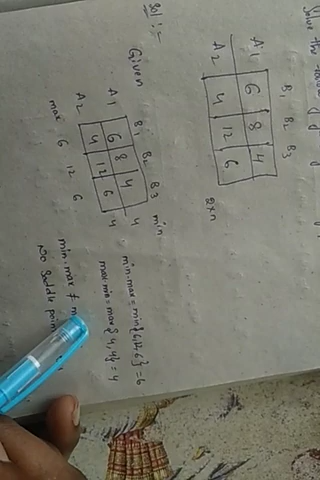 Solve the
B1 B2 B3
A1 6 8 4
A2 4 12 6
2×n
Sol :-
Given
B1 B2 B3 min
A1 6 8 4 4
A2 4 12 6 4
max 6 12 6
min.max = min{6,12,6} = 6
max.min = max{4,4} = 4
min.max ≠
No Saddle point